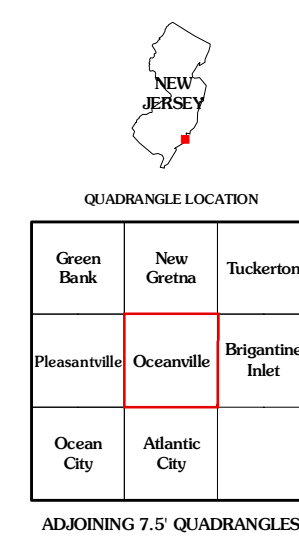 NEW
JERSEY
QUADRANGLE LOCATION
Green
Bank
New
Gretna
Tuckerton
Pleasantville
Oceanville
Brigantine
Inlet
Ocean
City
Atlantic
City
ADJOINING 7.5' QUADRANGLES